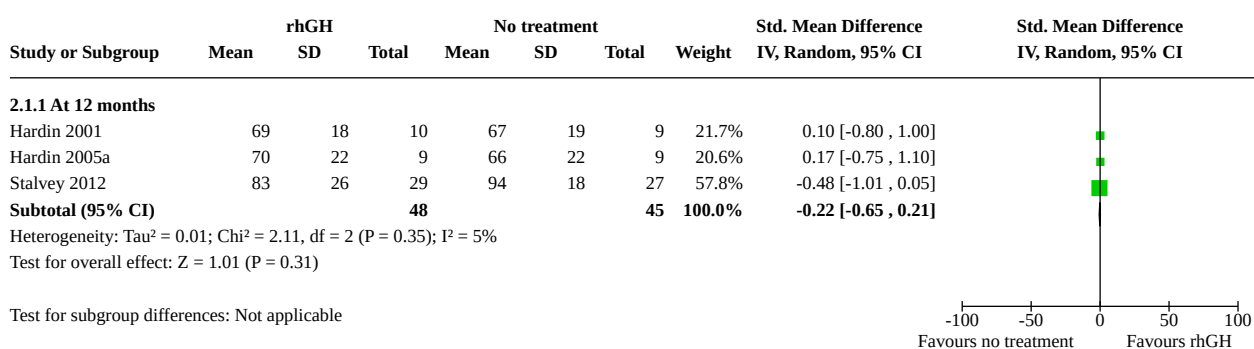 rhGH No treatment Std. Mean Difference Std. Mean Difference
Study or Subgroup Mean SD Total Mean SD Total Weight IV, Random, 95% CI IV, Random, 95% CI
2.1.1 At 12 months
Hardin 2001 69 18 10 67 19 9 21.7% 0.10 [-0.80 , 1.00]
Hardin 2005a 70 22 9 66 22 9 20.6% 0.17 [-0.75 , 1.10]
Stalvey 2012 83 26 29 94 18 27 57.8% -0.48 [-1.01 , 0.05]
Subtotal (95% CI) 48 45 100.0% -0.22 [-0.65 , 0.21]
Heterogeneity: Tau² = 0.01; Chi² = 2.11, df = 2 (P = 0.35); I² = 5%
Test for overall effect: Z = 1.01 (P = 0.31)
Test for subgroup differences: Not applicable
-100 -50 0 50 100
Favours no treatment Favours rhGH